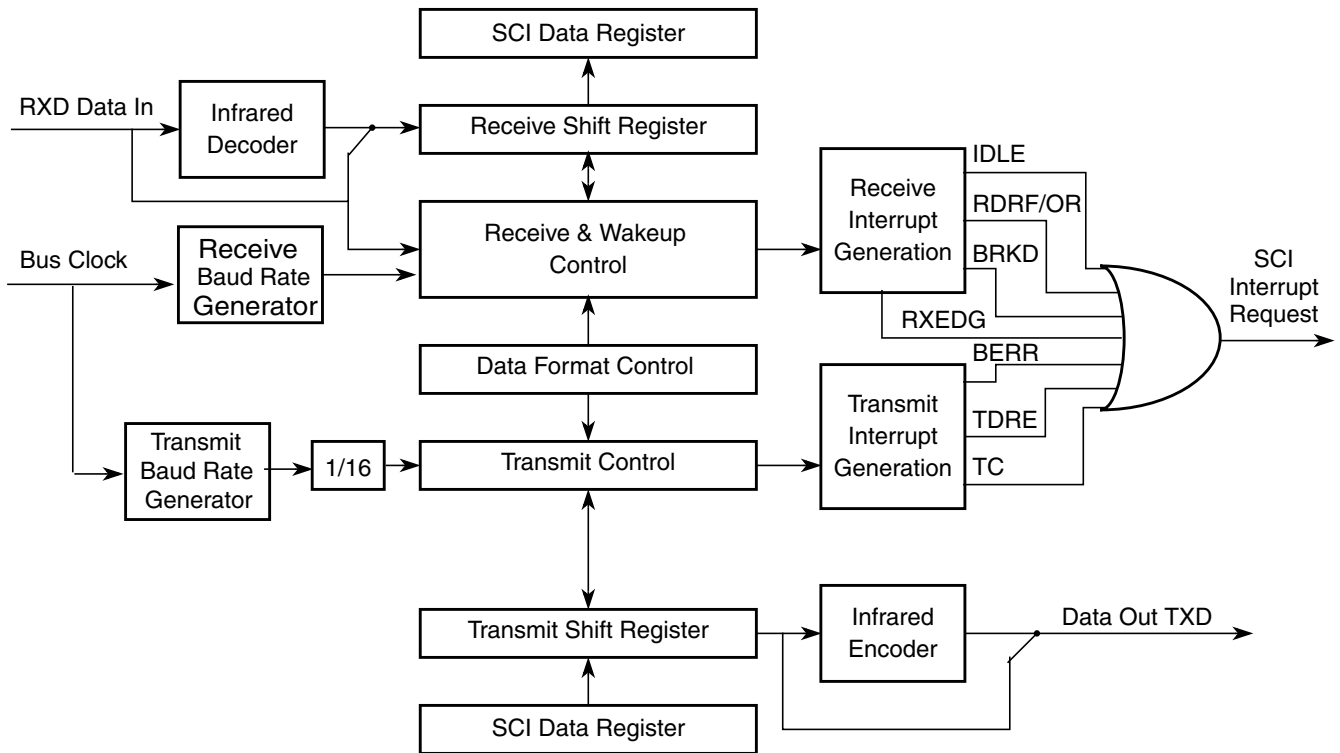 SCI Data Register
RXD Data In
Infrared
Decoder
Receive Shift Register
Receive
Interrupt
Generation
IDLE
RDRF/OR
BRKD
RXEDG
Receive & Wakeup
Control
Bus Clock
Receive
Baud Rate
Generator
SCI
Interrupt
Request
Data Format Control
BERR
TDRE
TC
Transmit
Interrupt
Generation
Transmit
Baud Rate
Generator
1/16
Transmit Control
Transmit Shift Register
Infrared
Encoder
Data Out TXD
SCI Data Register